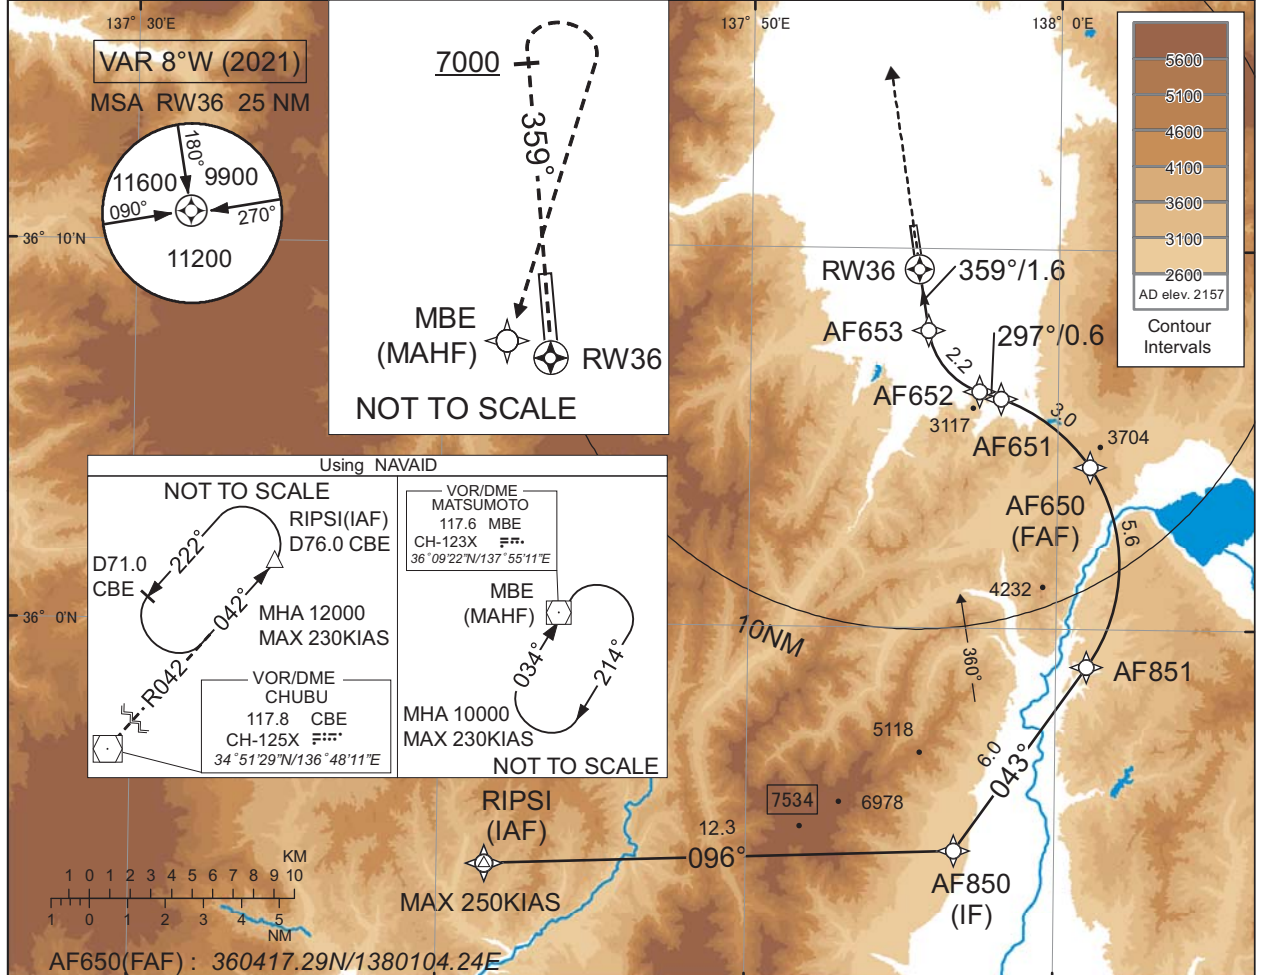 137° 30'E
137° 50'E
138° 0'E
VAR 8°W (2021)
MSA RW36 25 NM
180°
11600
9900
090°
270°
11200
36° 10'N
36° 0'N
7000
359°
MBE
(MAHF)
RW36
NOT TO SCALE
5600
5100
4600
4100
3600
3100
2600
AD elev. 2157
Contour
Intervals
RW36
359°/1.6
AF653
297°/0.6
2.2
AF652
3117
AF651
3.0
3704
AF650
(FAF)
5.6
4232
10NM
360°
AF851
5118
6.0
043°
7534
6978
12.3
096°
AF850
(IF)
RIPSI
(IAF)
MAX 250KIAS
Using NAVAID
NOT TO SCALE
RIPSI(IAF)
D76.0 CBE
222°
D71.0
CBE
042°
MHA 12000
MAX 230KIAS
R042
VOR/DME
CHUBU
117.8 CBE
CH-125X
34°51'29"N/136°48'11"E
VOR/DME
MATSUMOTO
117.6 MBE
CH-123X
36°09'22"N/137°55'11"E
MBE
(MAHF)
034°
214°
MHA 10000
MAX 230KIAS
NOT TO SCALE
KM
1 0 1 2 3 4 5 6 7 8 9 10
1 0 1 2 3 4 5
NM
AF650(FAF) : 360417.29N/1380104.24E